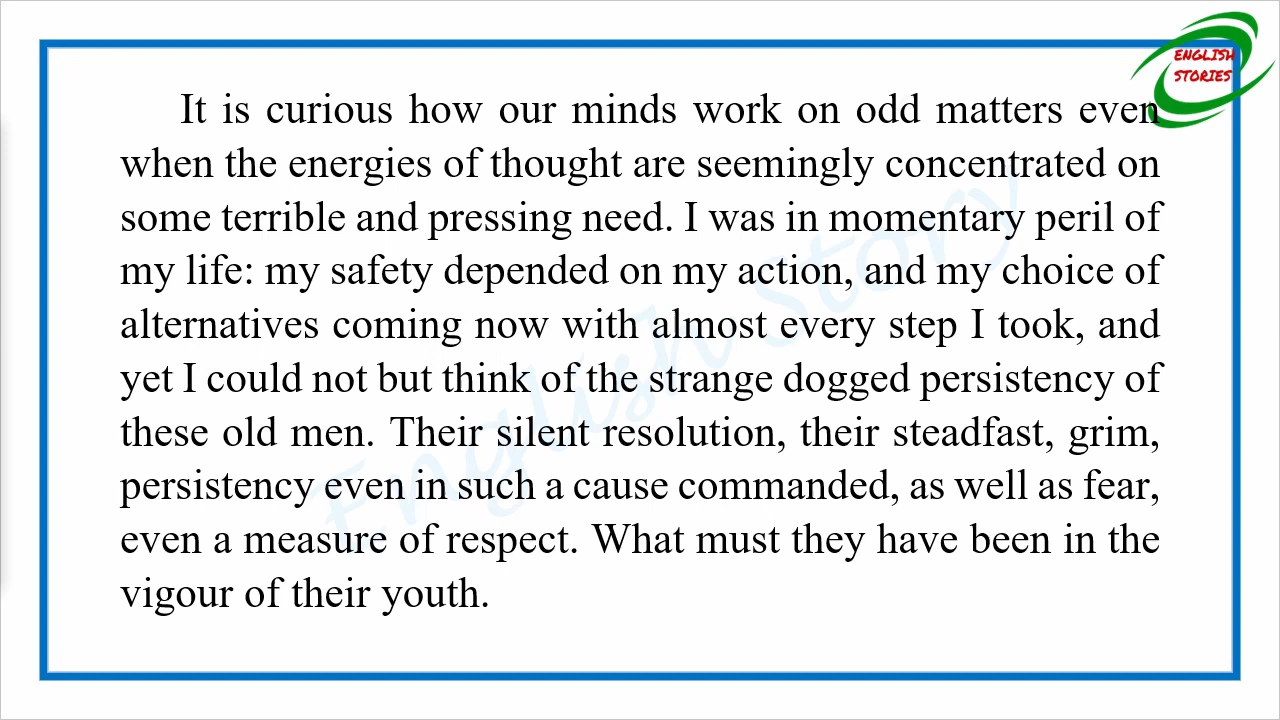 ENGLISH
STORIES
It is curious how our minds work on odd matters even
when the energies of thought are seemingly concentrated on
some terrible and pressing need. I was in momentary peril of
my life: my safety depended on my action, and my choice of
alternatives coming now with almost every step I took, and
yet I could not but think of the strange dogged persistency of
these old men. Their silent resolution, their steadfast, grim,
persistency even in such a cause commanded, as well as fear,
even a measure of respect. What must they have been in the
vigour of their youth.
English Story